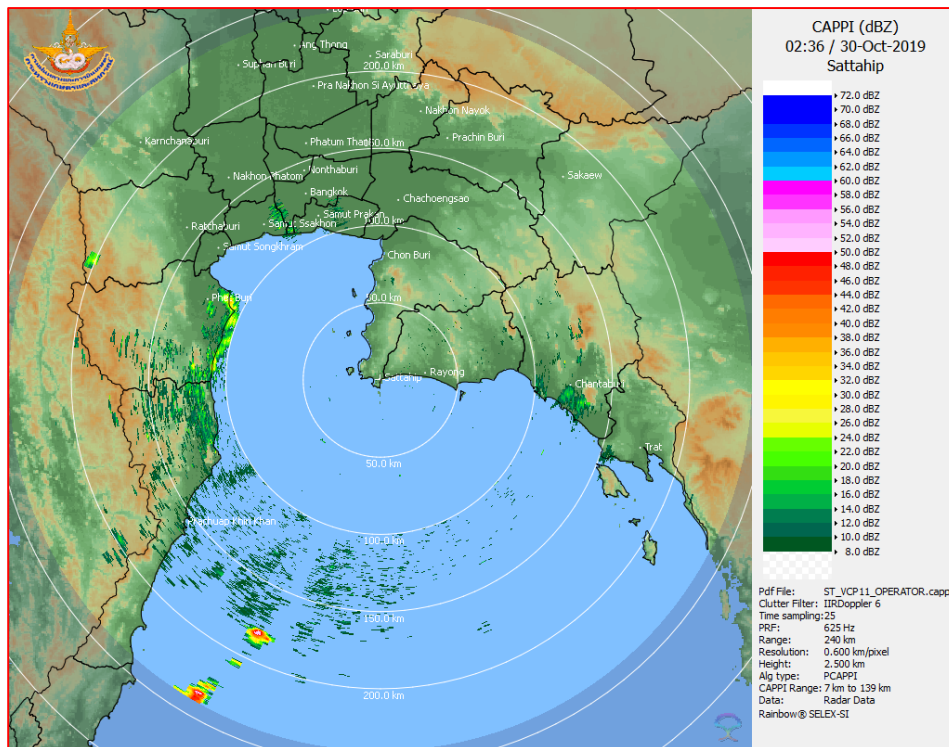 CAPPI (dBZ)
02:36 / 30-Oct-2019
Sattahip
72.0 dBZ
70.0 dBZ
68.0 dBZ
66.0 dBZ
64.0 dBZ
62.0 dBZ
60.0 dBZ
58.0 dBZ
56.0 dBZ
54.0 dBZ
52.0 dBZ
50.0 dBZ
48.0 dBZ
46.0 dBZ
44.0 dBZ
42.0 dBZ
40.0 dBZ
38.0 dBZ
36.0 dBZ
34.0 dBZ
32.0 dBZ
30.0 dBZ
28.0 dBZ
26.0 dBZ
24.0 dBZ
22.0 dBZ
20.0 dBZ
18.0 dBZ
16.0 dBZ
14.0 dBZ
12.0 dBZ
10.0 dBZ
8.0 dBZ
Pdf File: ST_VCP11_OPERATOR.capp
Clutter Filter: IIRDoppler 6
Time sampling:25
PRF: 625 Hz
Range: 240 km
Resolution: 0.600 km/pixel
Height: 2.500 km
Alg type: PCAPPI
CAPPI Range: 7 km to 139 km
Data: Radar Data
Rainbow® SELEX-SI
Ang Thong
Saraburi
Suphan Buri
200.0 km
Pra Nakhon Si Ayuttaya
Nakhon Nayok
Karnchanaburi
Phatum Thani
Prachin Buri
Nonthaburi
Nakhon Phatom
Sakaew
Bangkok
Chachoengsao
Samut Prakan
Ratchaburi
Samut Ssakhon
100.0 km
Samut Songkhram
Chon Buri
Phet Buri
50.0 km
Sattahip
Rayong
Chantaburi
Trat
50.0 km
Prachuap Khiri Khan
100.0 km
150.0 km
200.0 km